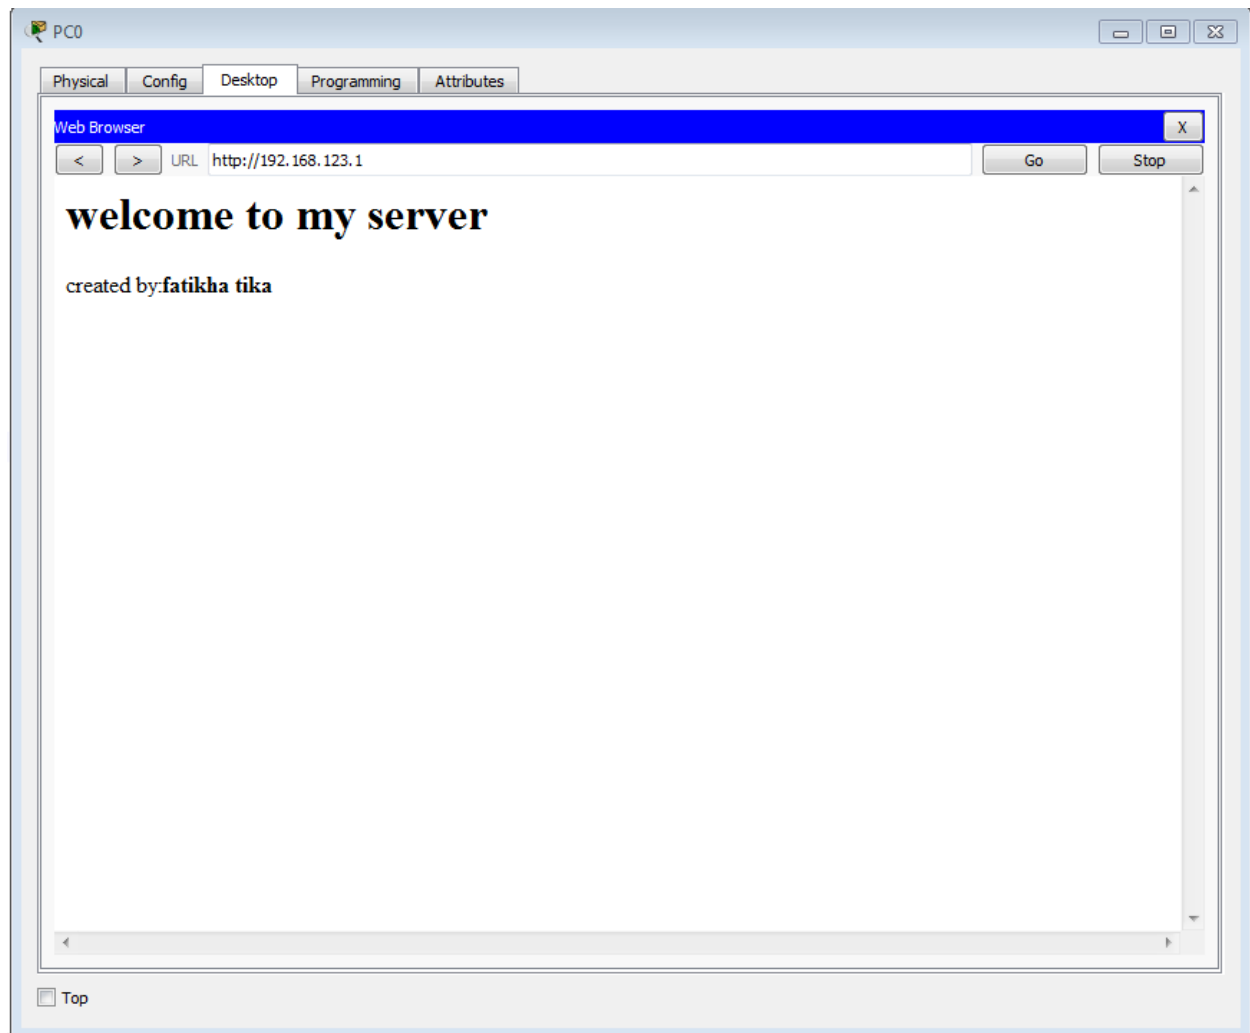 PC0
Physical Config Desktop Programming Attributes
Web Browser X
< > URL http://192.168.123.1 Go Stop
welcome to my server
created by:fatikha tika
Top